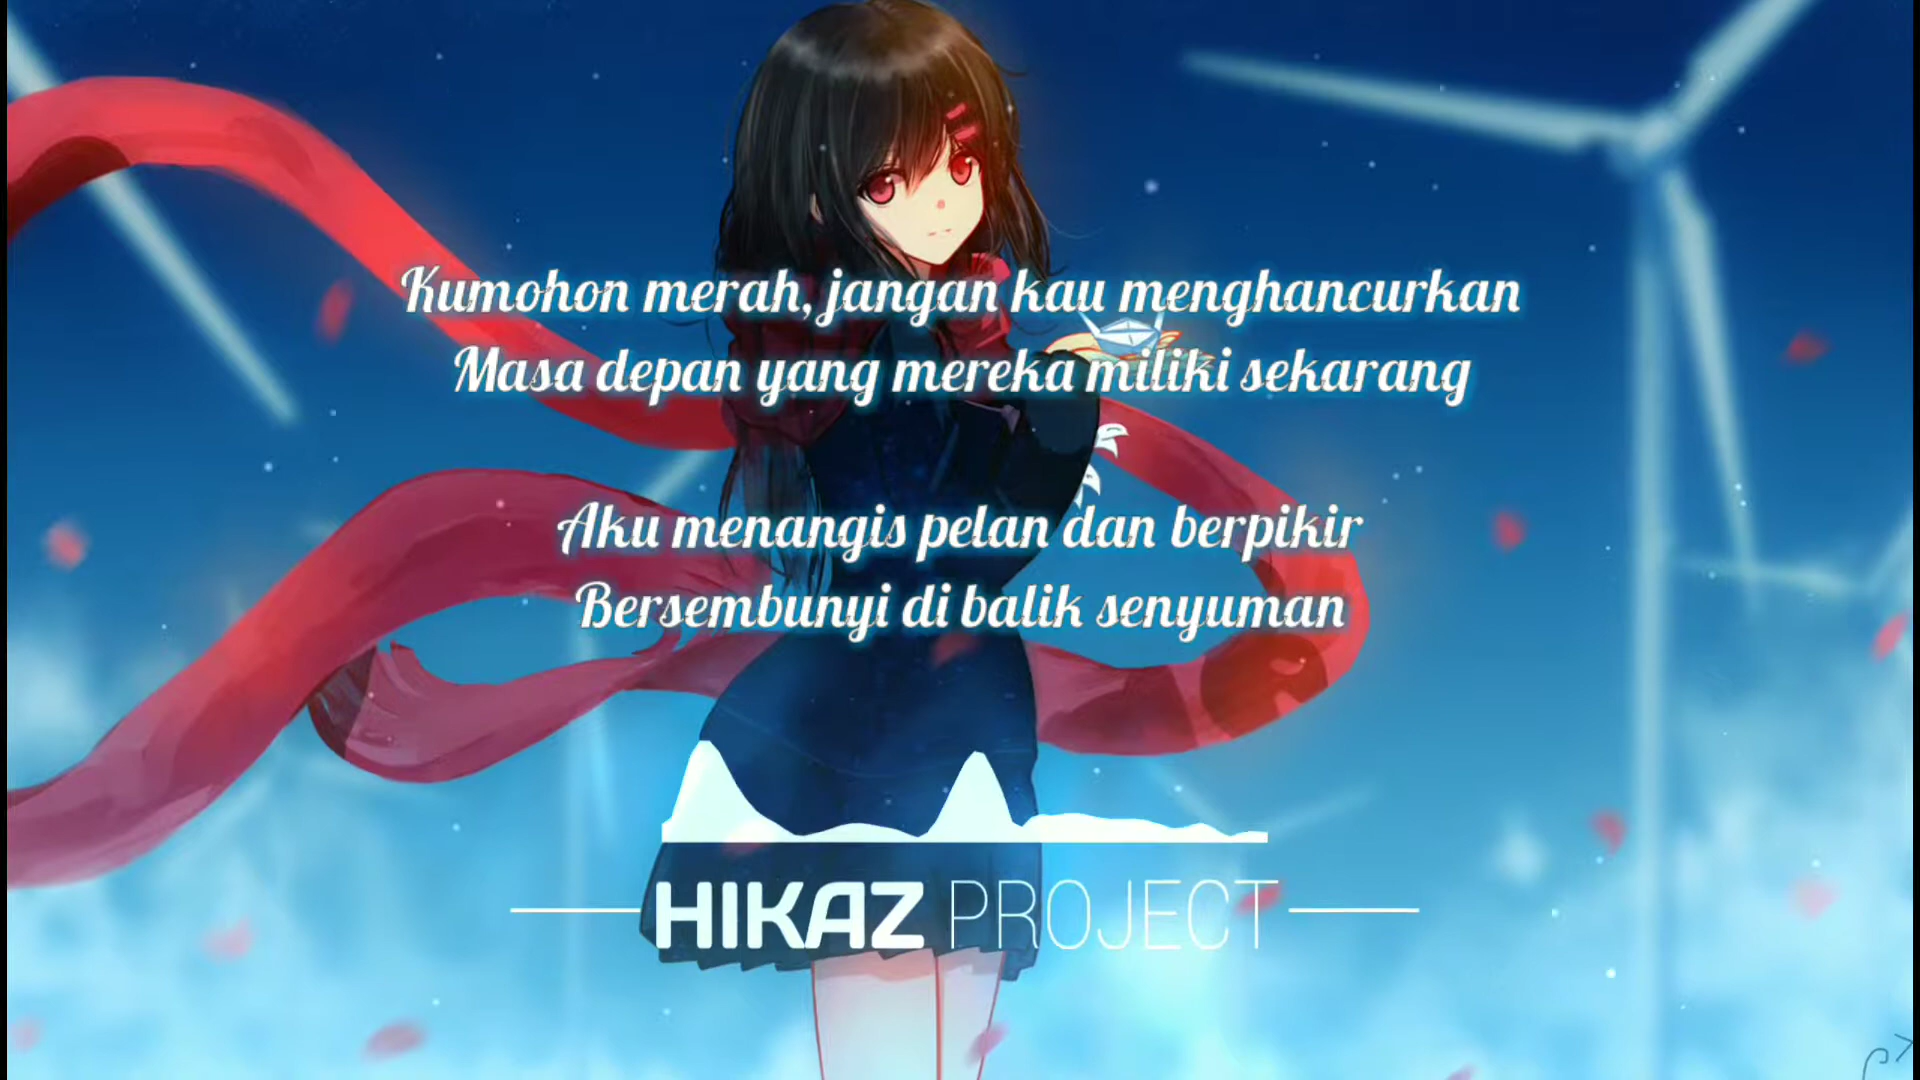 Kumohon merah, jangan kau menghancurkan
Masa depan yang mereka miliki sekarang
Aku menangis pelan dan berpikir
Bersembunyi di balik senyuman
HIKAZ PROJECT